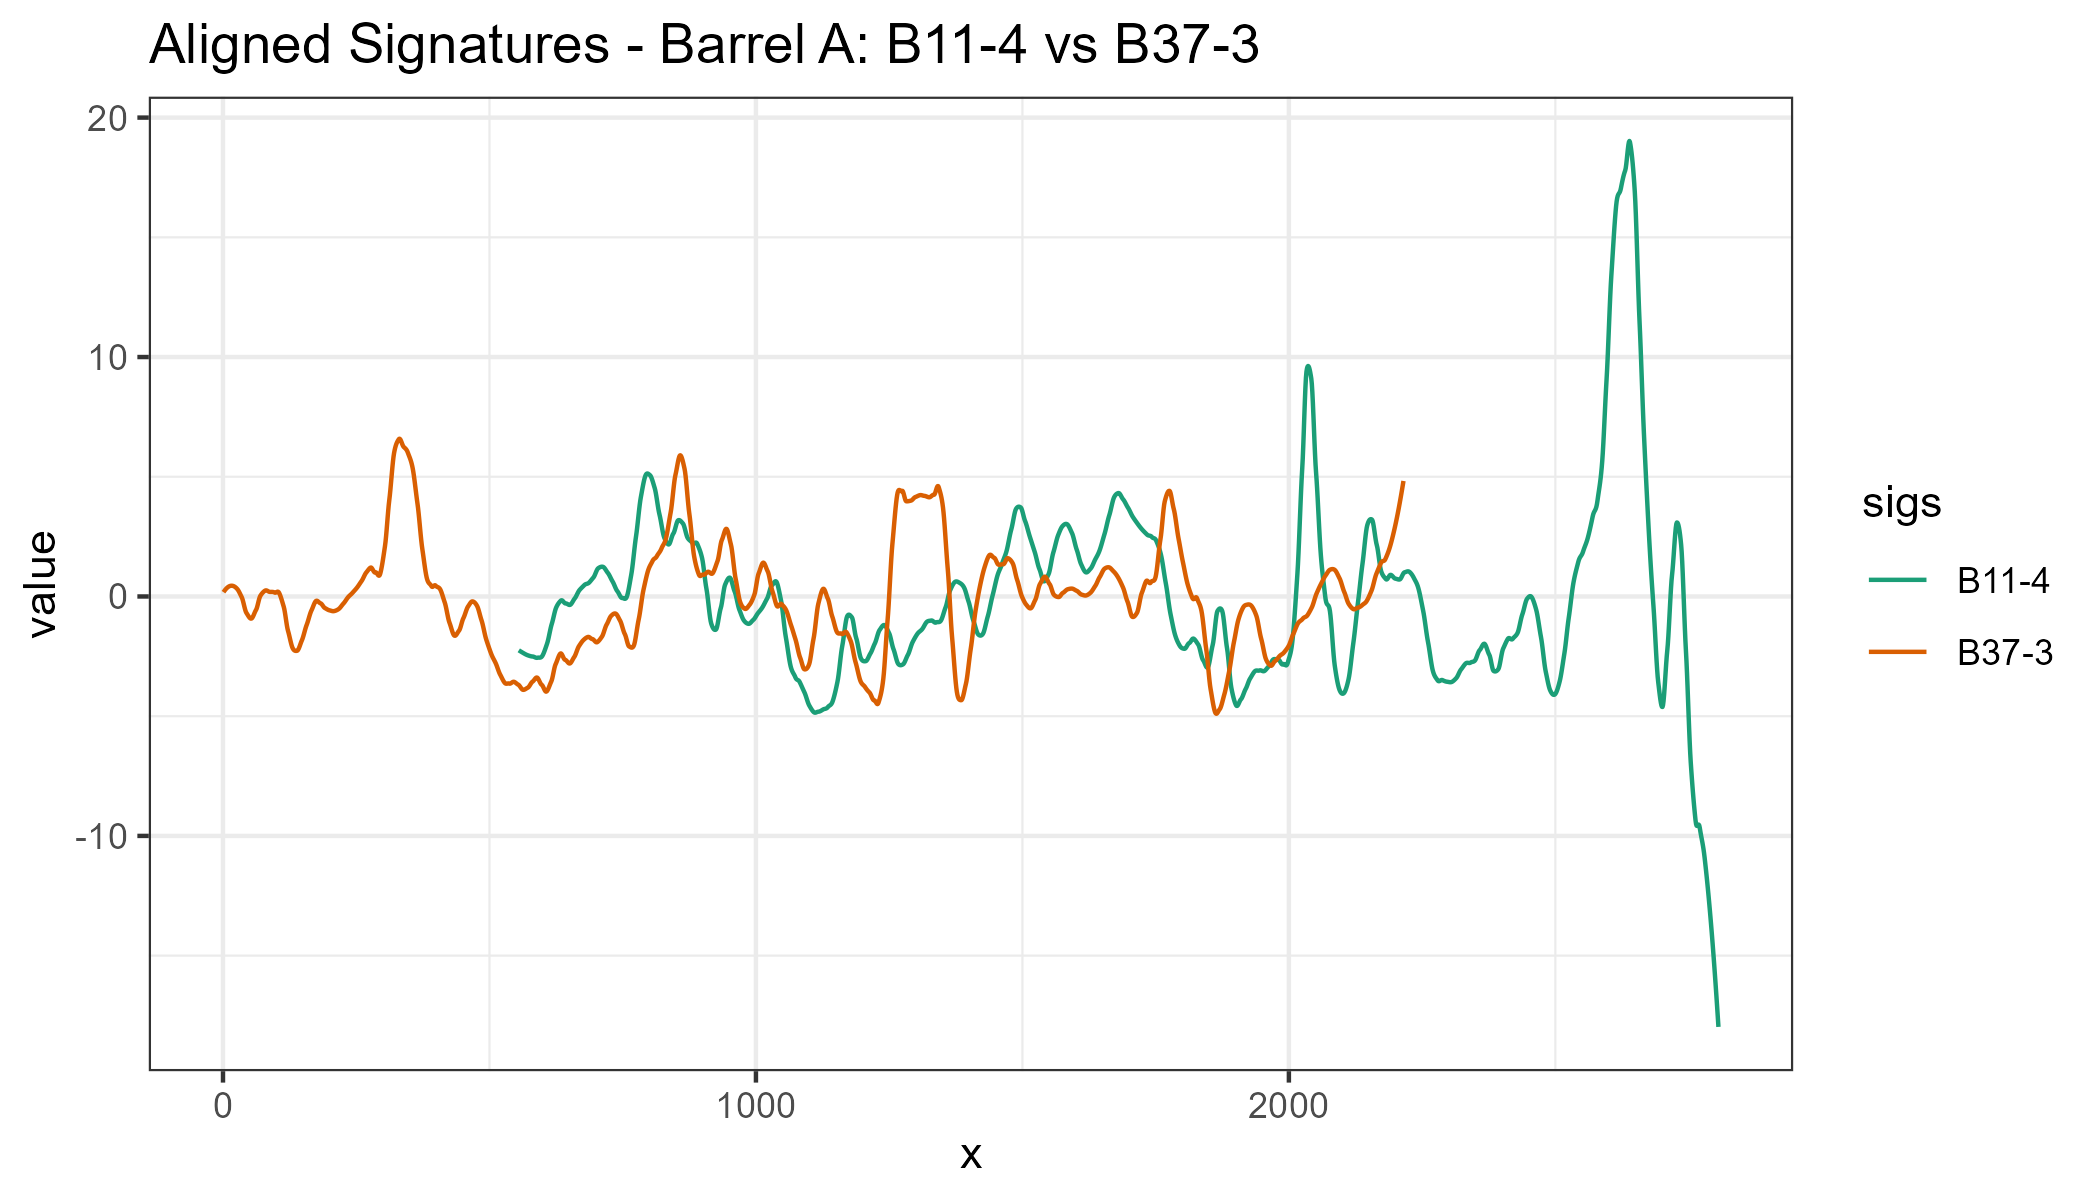 Aligned Signatures - Barrel A: B11-4 vs B37-3
20
10
0
-10
value
0 1000 2000
x
sigs
B11-4
B37-3